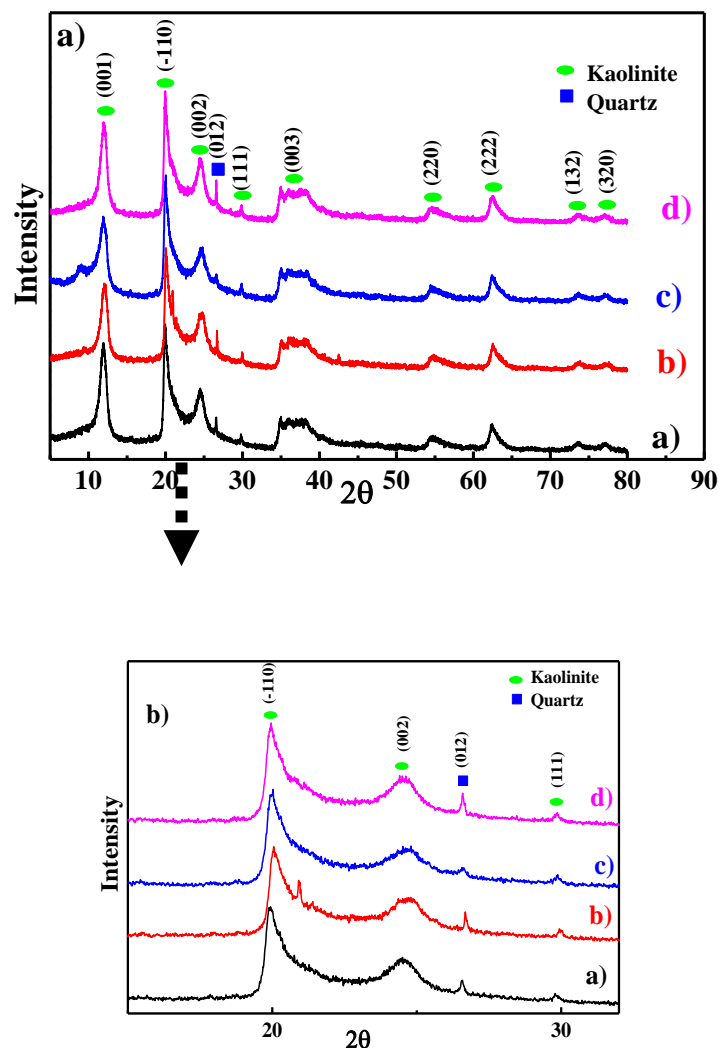 a)
(001)
(-110)
(002)
(012)
(111)
(003)
(220)
(222)
(132)
(320)
Kaolinite
Quartz
d)
c)
b)
a)
Intensity
10 20 30 40 50 60 70 80 90
2θ
b)
(-110)
(002)
(012)
(111)
Kaolinite
Quartz
d)
c)
b)
a)
Intensity
20 30
2θ